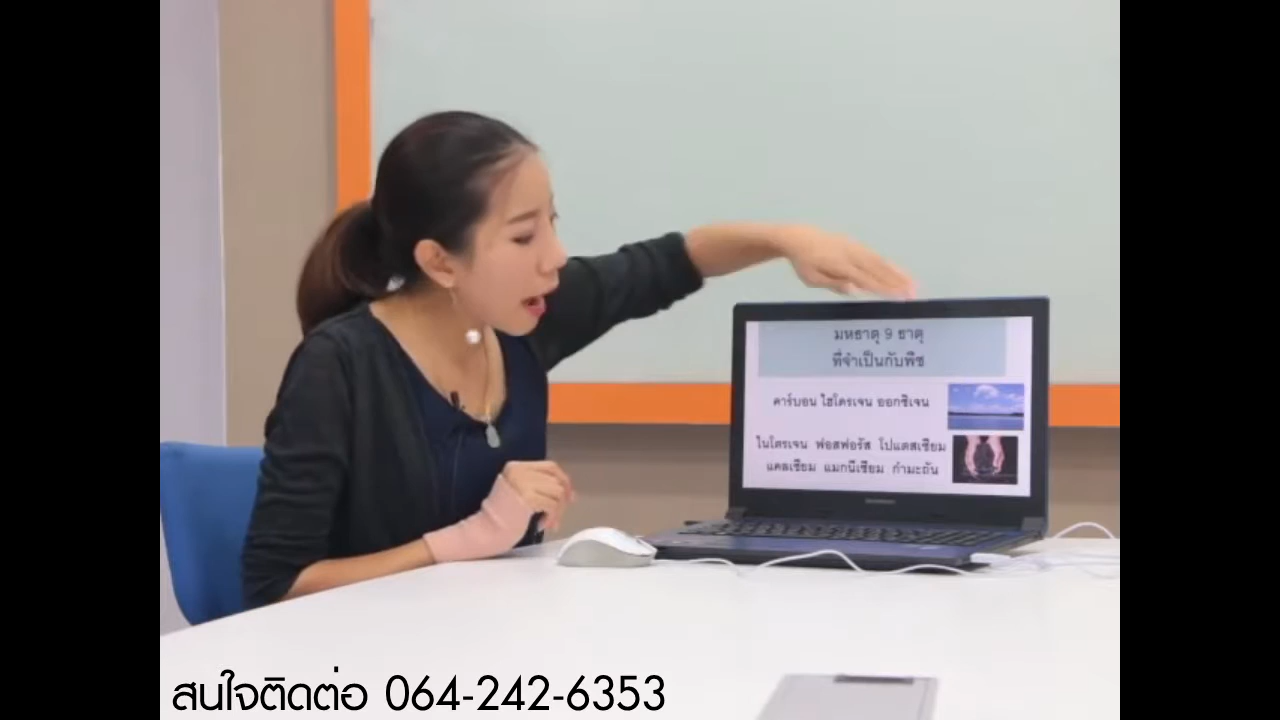 มหธาตุ 9 ธาตุ
ที่จำเป็นกับพืช
คาร์บอน ไฮโดรเจน ออกซิเจน
ไนโตรเจน ฟอสฟอรัส โปแตสเซียม
แคลเซียม แมกนีเซียม กำมะถัน
สนใจติดต่อ 064-242-6353